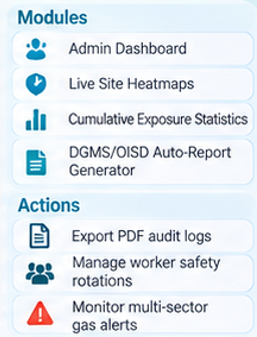 Modules
Admin Dashboard
Live Site Heatmaps
Cumulative Exposure Statistics
DGMS/OISD Auto-Report
Generator
Actions
Export PDF audit logs
Manage worker safety
rotations
Monitor multi-sector
gas alerts